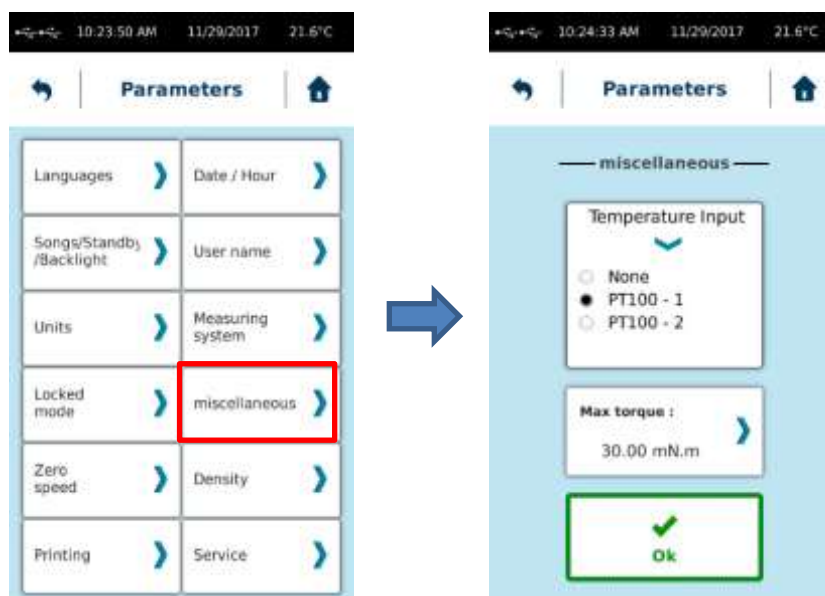 10:23:50 AM 11/29/2017 21.6°C
Parameters
Languages
Date / Hour
Songs/Standby
/Backlight
User name
Units
Measuring
system
Locked
mode
miscellaneous
Zero
speed
Density
Printing
Service
10:24:33 AM 11/29/2017 21.6°C
Parameters
miscellaneous
Temperature Input
None
PT100 - 1
PT100 - 2
Max torque :
30.00 mN.m
Ok